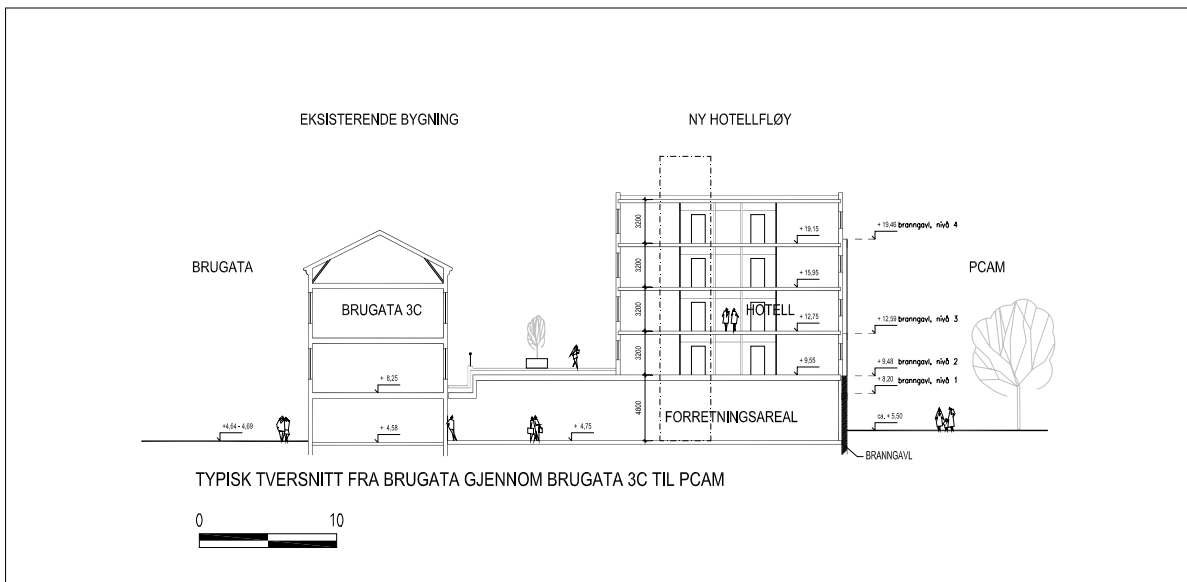 EKSISTERENDE BYGNING
NY HOTELLFLØY
3200
+ 19,15
+ 19,46 branngavl, nivå 4
BRUGATA
PCAM
3200
+ 15,95
BRUGATA 3C
HOTELL
3200
+ 12,75
+ 12,59 branngavl, nivå 3
3200
+ 9,55
+ 9,48 branngavl, nivå 2
+ 8,25
+ 8,20 branngavl, nivå 1
4800
FORRETNINGSAREAL
ca. + 5,50
+4,64 - 4,69
+ 4,58
+ 4,75
BRANNGAVL
TYPISK TVERSNITT FRA BRUGATA GJENNOM BRUGATA 3C TIL PCAM
0 10